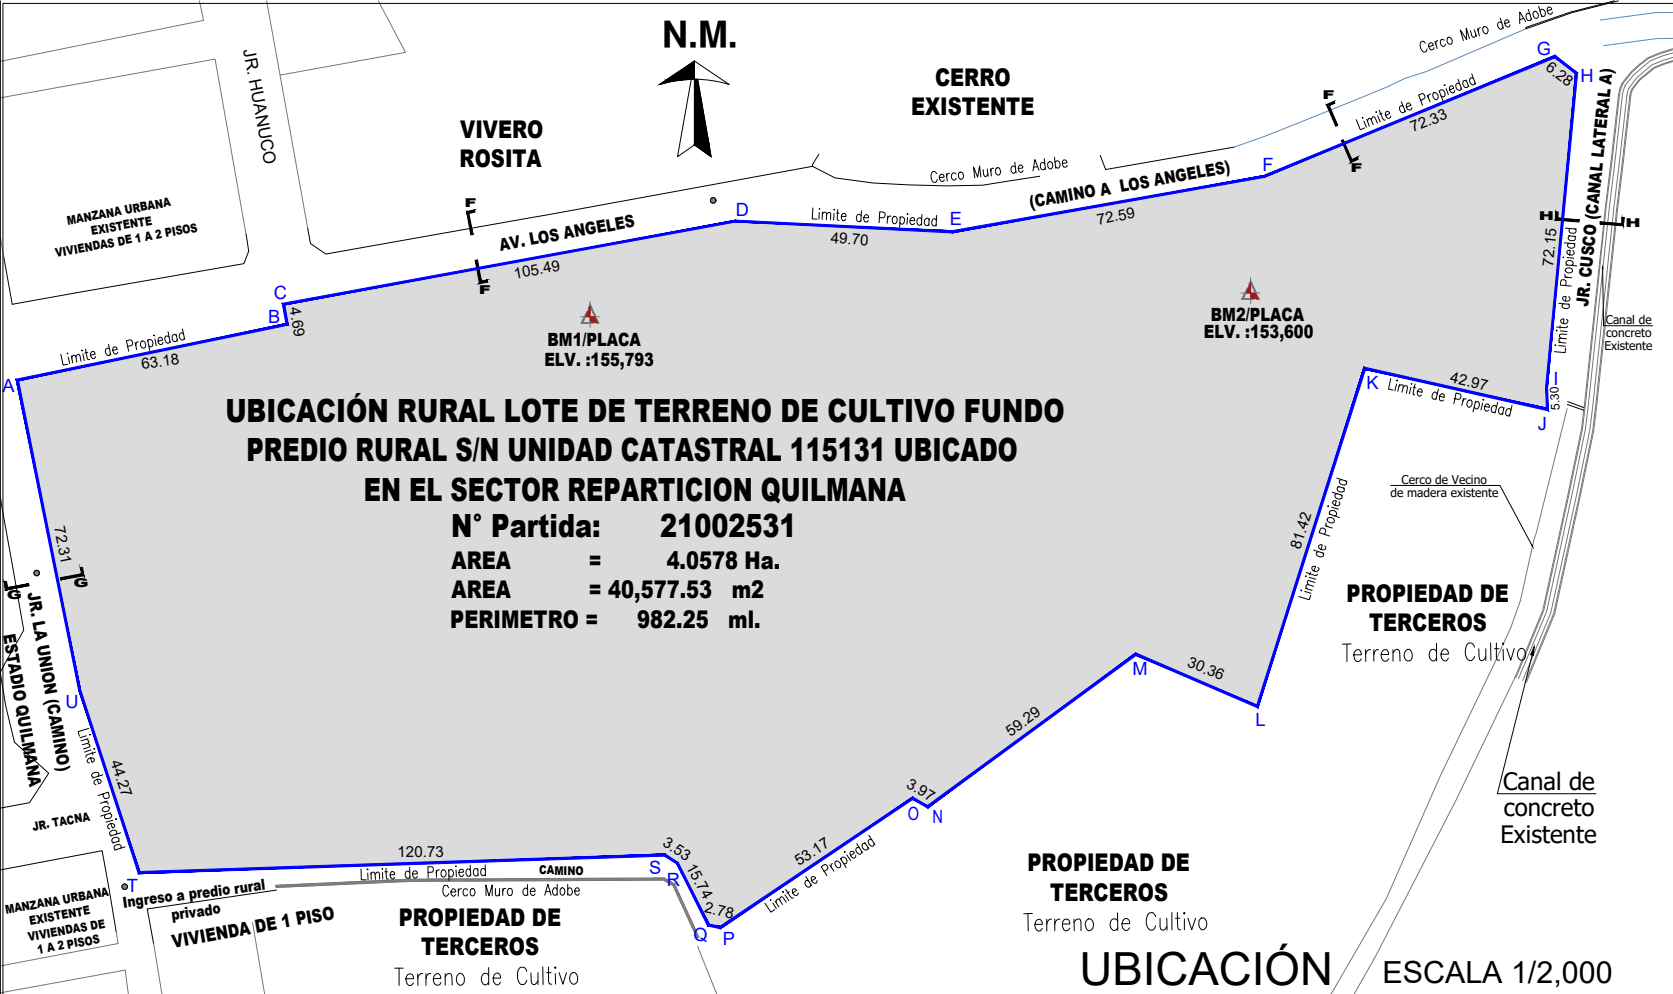 N.M.
CERRO
EXISTENTE
VIVERO
ROSITA
JR. HUANUCO
MANZANA URBANA
EXISTENTE
VIVIENDAS DE 1 A 2 PISOS
Cerco Muro de Adobe
Cerco Muro de Adobe
(CAMINO A LOS ANGELES)
AV. LOS ANGELES
Limite de Propiedad
Limite de Propiedad
Limite de Propiedad
A
B
C
D
E
F
G
H
I
J
K
L
M
N
O
P
Q
R
S
T
U
63.18
4.69
105.49
49.70
72.59
72.33
6.28
72.15
5.30
42.97
81.42
30.36
59.29
3.97
53.17
2.78
15.74
3.53
120.73
44.27
72.31
F
F
F
F
H
H
G
G
JR. CUSCO (CANAL LATERAL A)
Limite de Propiedad
Canal de
concreto
Existente
BM1/PLACA
ELV. :155,793
BM2/PLACA
ELV. :153,600
UBICACIÓN RURAL LOTE DE TERRENO DE CULTIVO FUNDO
PREDIO RURAL S/N UNIDAD CATASTRAL 115131 UBICADO
EN EL SECTOR REPARTICION QUILMANA
N° Partida: 21002531
AREA = 4.0578 Ha.
AREA = 40,577.53 m2
PERIMETRO = 982.25 ml.
Limite de Propiedad
Limite de Propiedad
Cerco de Vecino
de madera existente
PROPIEDAD DE
TERCEROS
Terreno de Cultivo
JR. LA UNION (CAMINO)
ESTADIO QUILMANA
Limite de Propiedad
JR. TACNA
MANZANA URBANA
EXISTENTE
VIVIENDAS DE
1 A 2 PISOS
Ingreso a predio rural
privado
VIVIENDA DE 1 PISO
Limite de Propiedad
CAMINO
Cerco Muro de Adobe
PROPIEDAD DE
TERCEROS
Terreno de Cultivo
Limite de Propiedad
PROPIEDAD DE
TERCEROS
Terreno de Cultivo
Canal de
concreto
Existente
UBICACIÓN
ESCALA 1/2,000